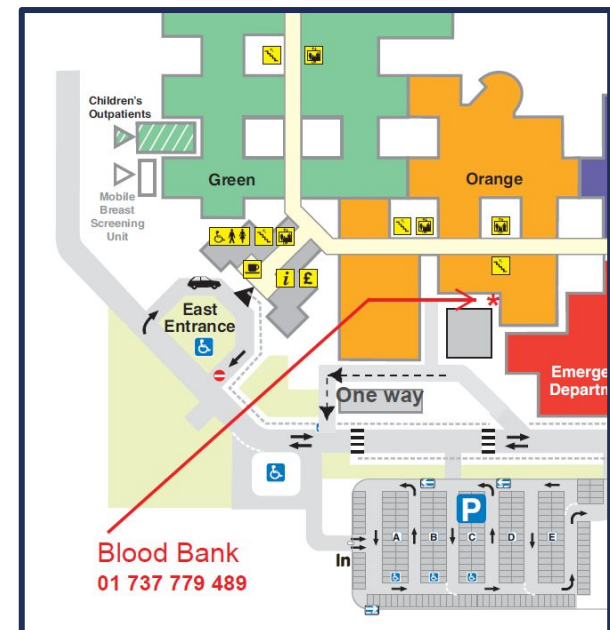 Children's
Outpatients
Mobile
Breast
Screening
Unit
Green
Orange
i £
East
Entrance
Emerge
Departm
One way
P
A B C D E
In
Blood Bank
01 737 779 489